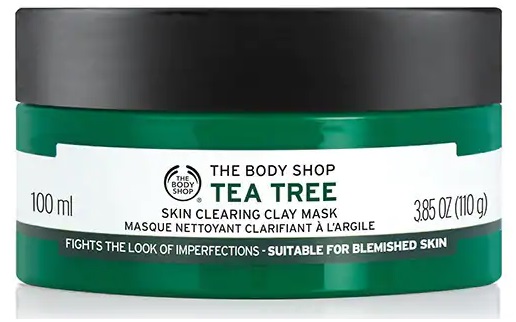 THE BODY SHOP
TEA TREE
SKIN CLEARING CLAY MASK
MASQUE NETTOYANT CLARIFIANT À L'ARGILE
100 ml
THE
BODY
SHOP®
3.85 OZ (110 g)
FIGHTS THE LOOK OF IMPERFECTIONS - SUITABLE FOR BLEMISHED SKIN